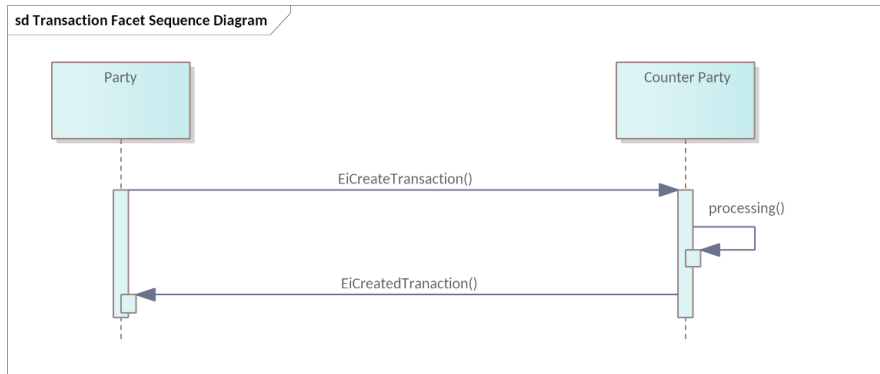 sd Transaction Facet Sequence Diagram
Party
Counter Party
EiCreateTransaction()
processing()
EiCreatedTranaction()